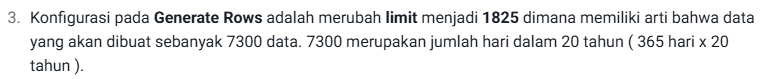 3. Konfigurasi pada Generate Rows adalah merubah limit menjadi 1825 dimana memiliki arti bahwa data
yang akan dibuat sebanyak 7300 data. 7300 merupakan jumlah hari dalam 20 tahun ( 365 hari x 20
tahun ).